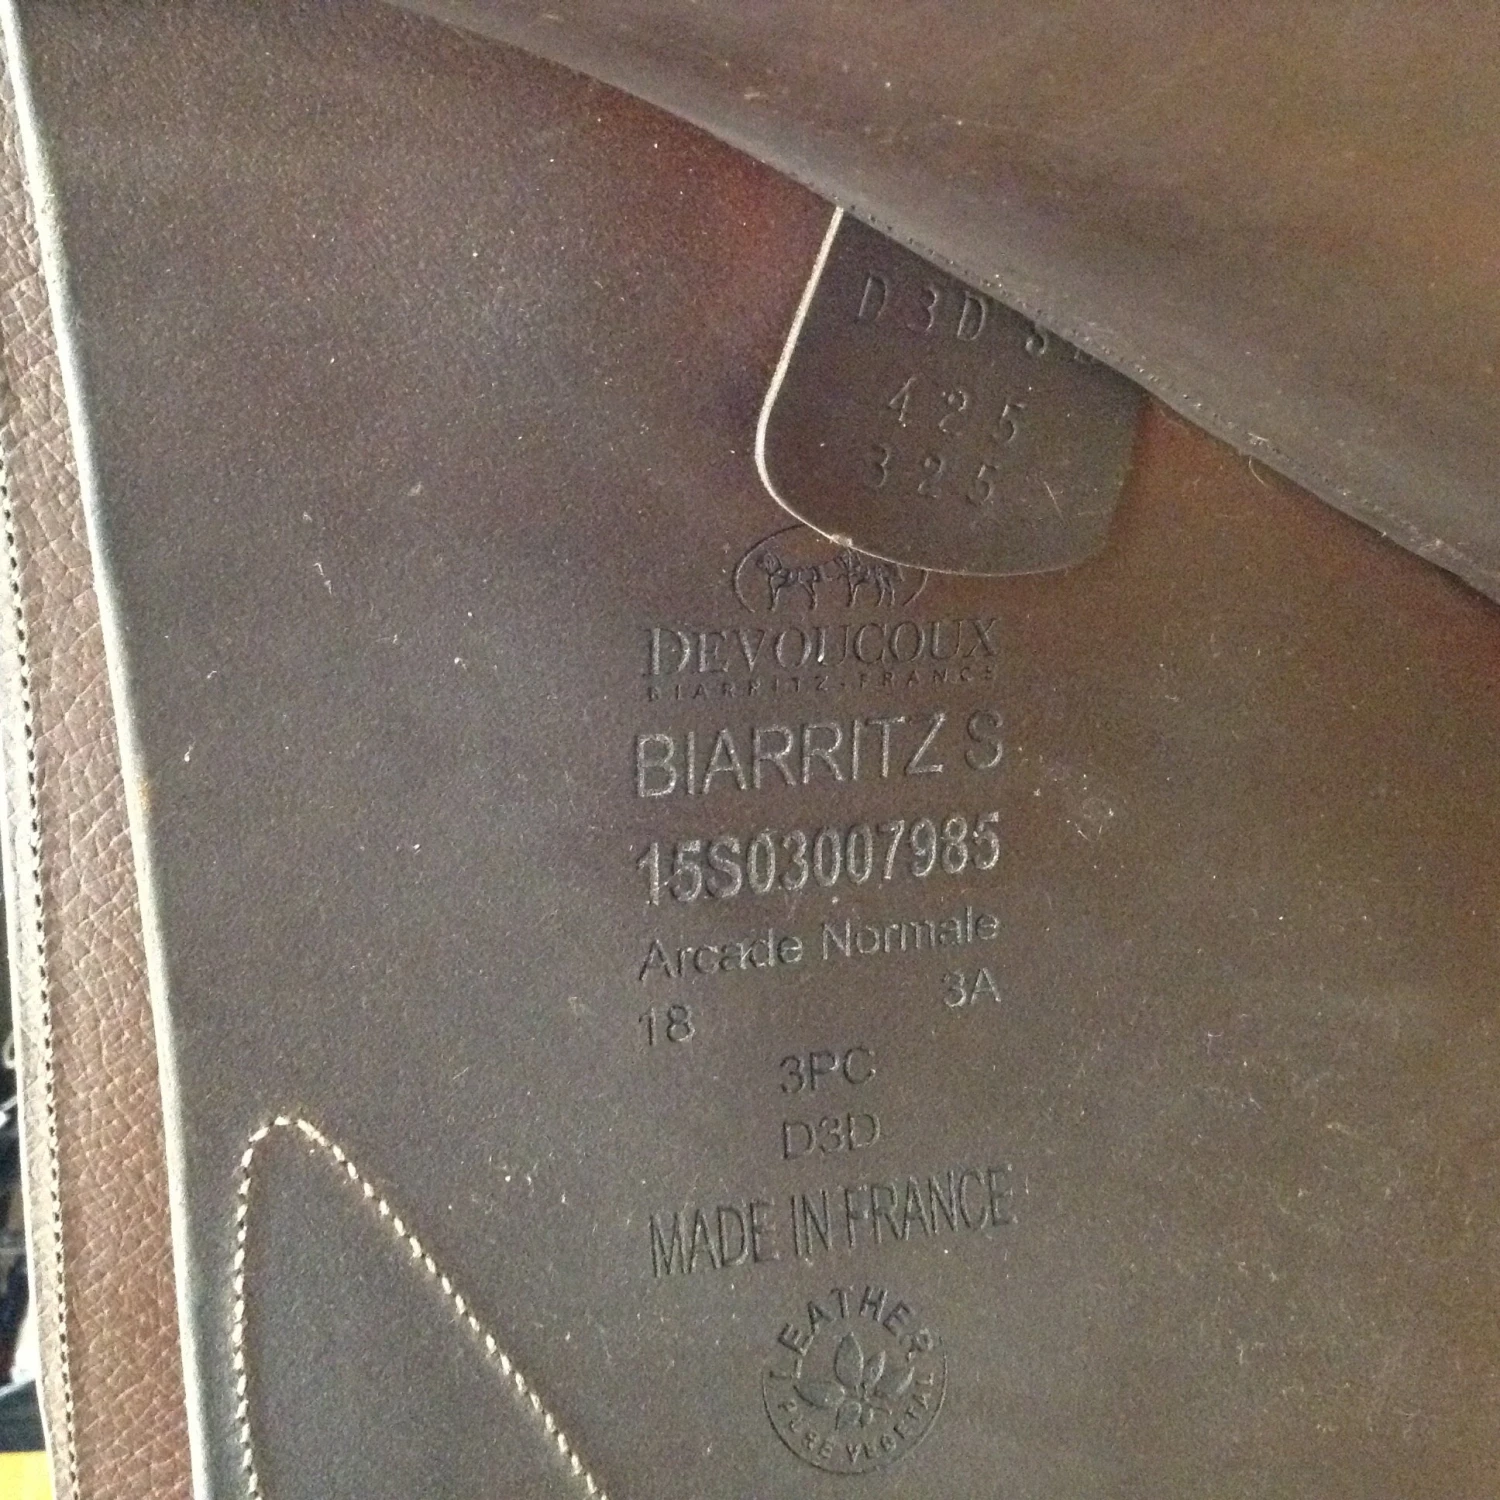 D3D
425
325
DEVOUCOUX
BIARRITZ-FRANCE
BIARRITZ S
15S03007985
Arcade Normale
18 3A
3PC
D3D
MADE IN FRANCE
LEATHER
PURE VEGETAL